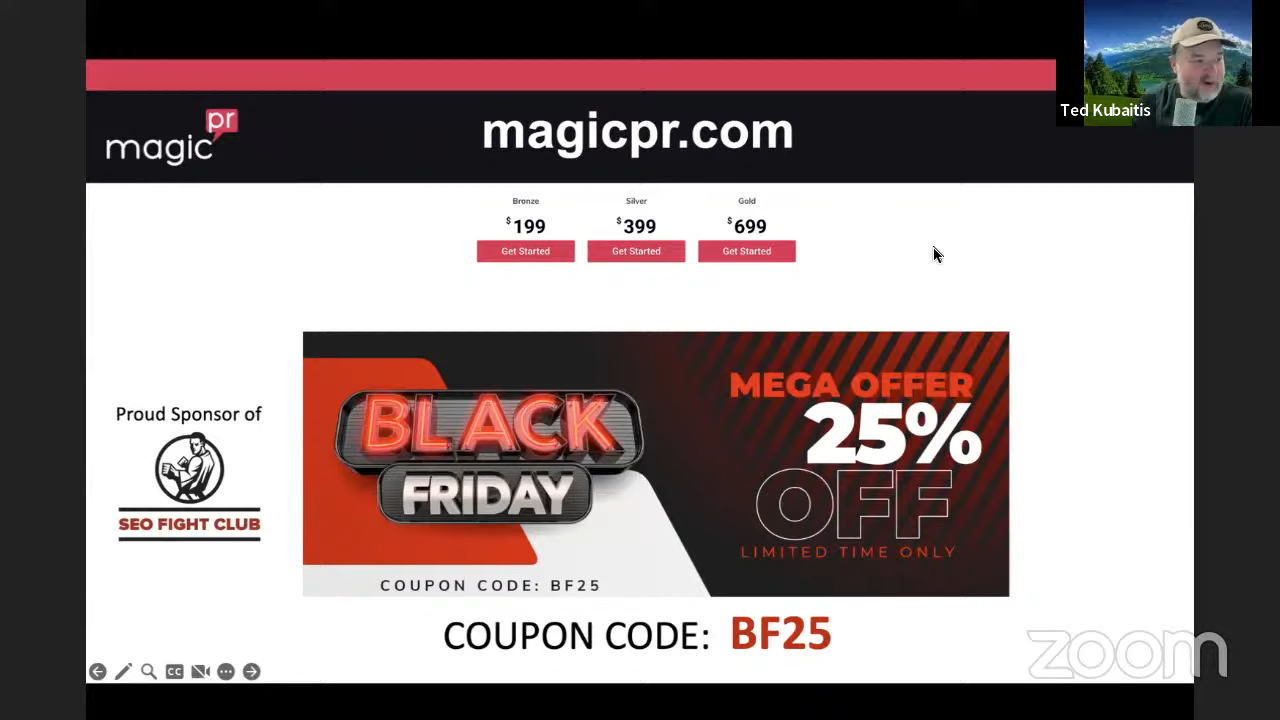 Ted Kubaitis
magic pr
magicpr.com
Bronze
Silver
Gold
$199
$399
$699
Get Started
Get Started
Get Started
Proud Sponsor of
SEO FIGHT CLUB
BLACK
FRIDAY
COUPON CODE: BF25
MEGA OFFER
25%
OFF
LIMITED TIME ONLY
COUPON CODE: BF25
CC
zoom